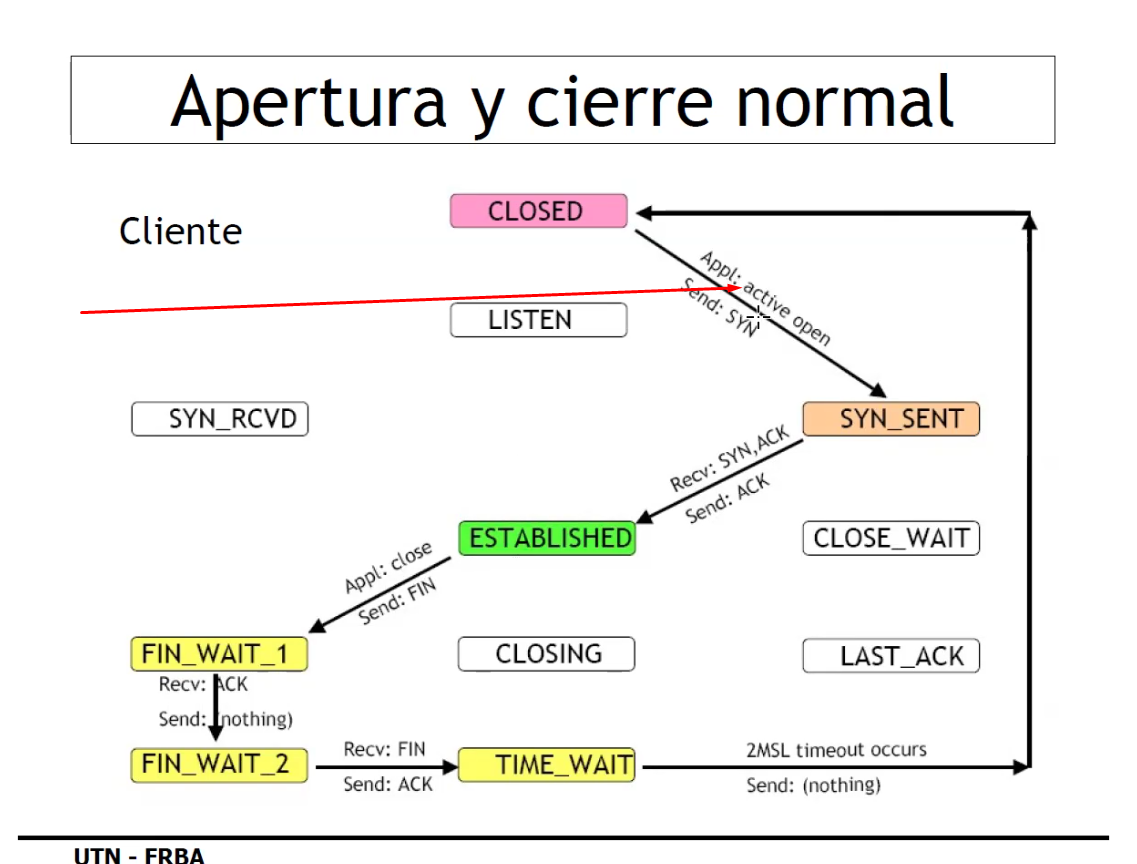 Apertura y cierre normal
Cliente
CLOSED
Appl: active open
Send: SYN
LISTEN
SYN_RCVD
SYN_SENT
Recv: SYN,ACK
Send: ACK
ESTABLISHED
CLOSE_WAIT
Appl: close
Send: FIN
FIN_WAIT_1
CLOSING
LAST_ACK
Recv: ACK
Send: (nothing)
FIN_WAIT_2
Recv: FIN
Send: ACK
TIME_WAIT
2MSL timeout occurs
Send: (nothing)
UTN - FRBA